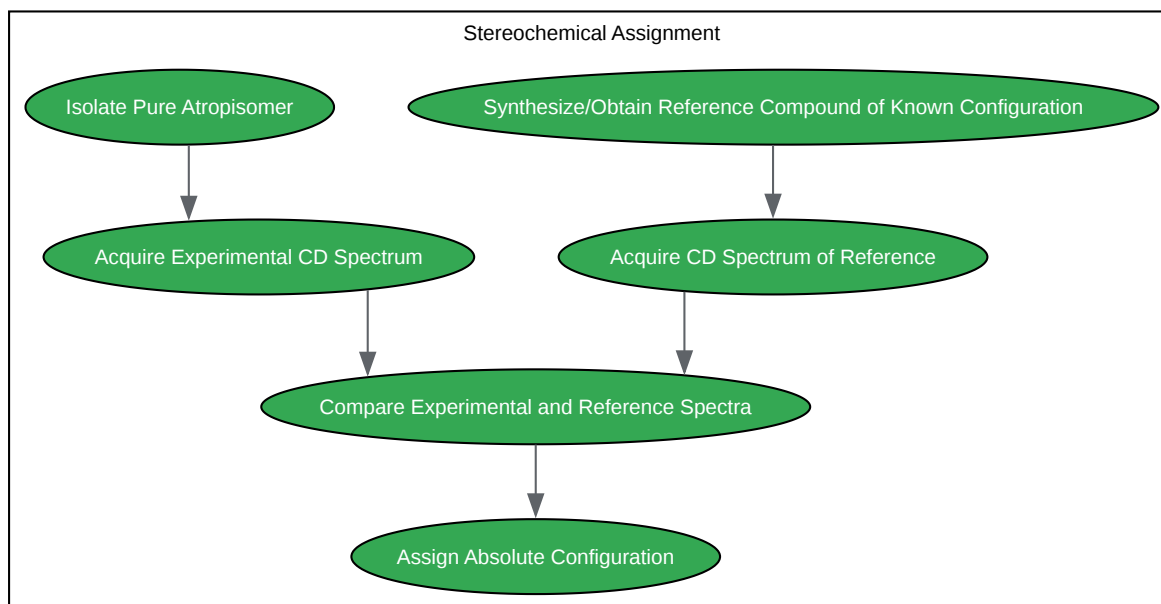 Stereochemical Assignment
Isolate Pure Atropisomer
Synthesize/Obtain Reference Compound of Known Configuration
Acquire Experimental CD Spectrum
Acquire CD Spectrum of Reference
Compare Experimental and Reference Spectra
Assign Absolute Configuration